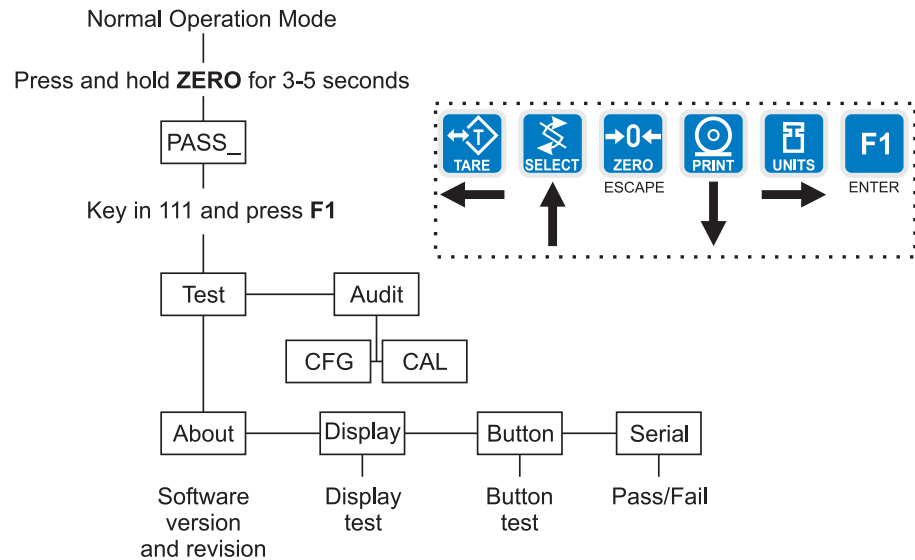 Normal Operation Mode
Press and hold ZERO for 3-5 seconds
PASS_
Key in 111 and press F1
T
TARE
SELECT
0
ZERO
PRINT
UNITS
F1
ESCAPE
ENTER
Test
Audit
CFG
CAL
About
Display
Button
Serial
Software
version
and revision
Display
test
Button
test
Pass/Fail